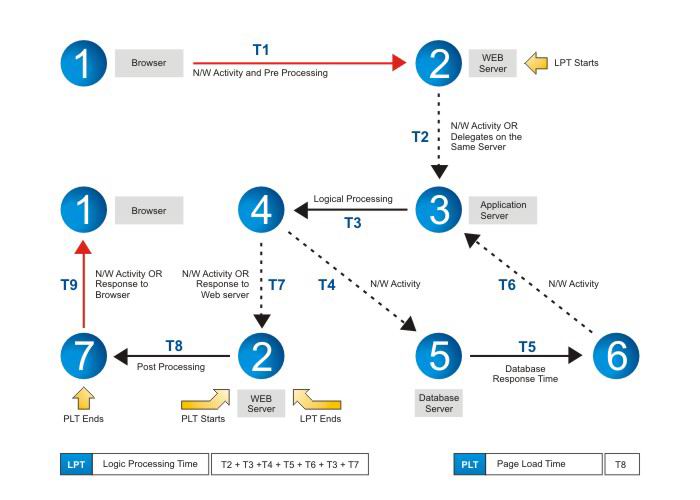 T1
1
Browser
N/W Activity and Pre Processing
2
WEB
Server
LPT Starts
T2
N/W Activity OR
Delegates on the
Same Server
1
Browser
4
Logical Processing
T3
3
Application
Server
T9
N/W Activity OR
Response to
Browser
N/W Activity OR
Response to
Web server
T7
T4
N/W Activity
T6
N/W Activity
7
T8
Post Processing
2
5
T5
Database
Response Time
6
PLT Ends
PLT Starts
WEB
Server
LPT Ends
Database
Server
LPT
Logic Processing Time
T2 + T3 +T4 + T5 + T6 + T3 + T7
PLT
Page Load Time
T8